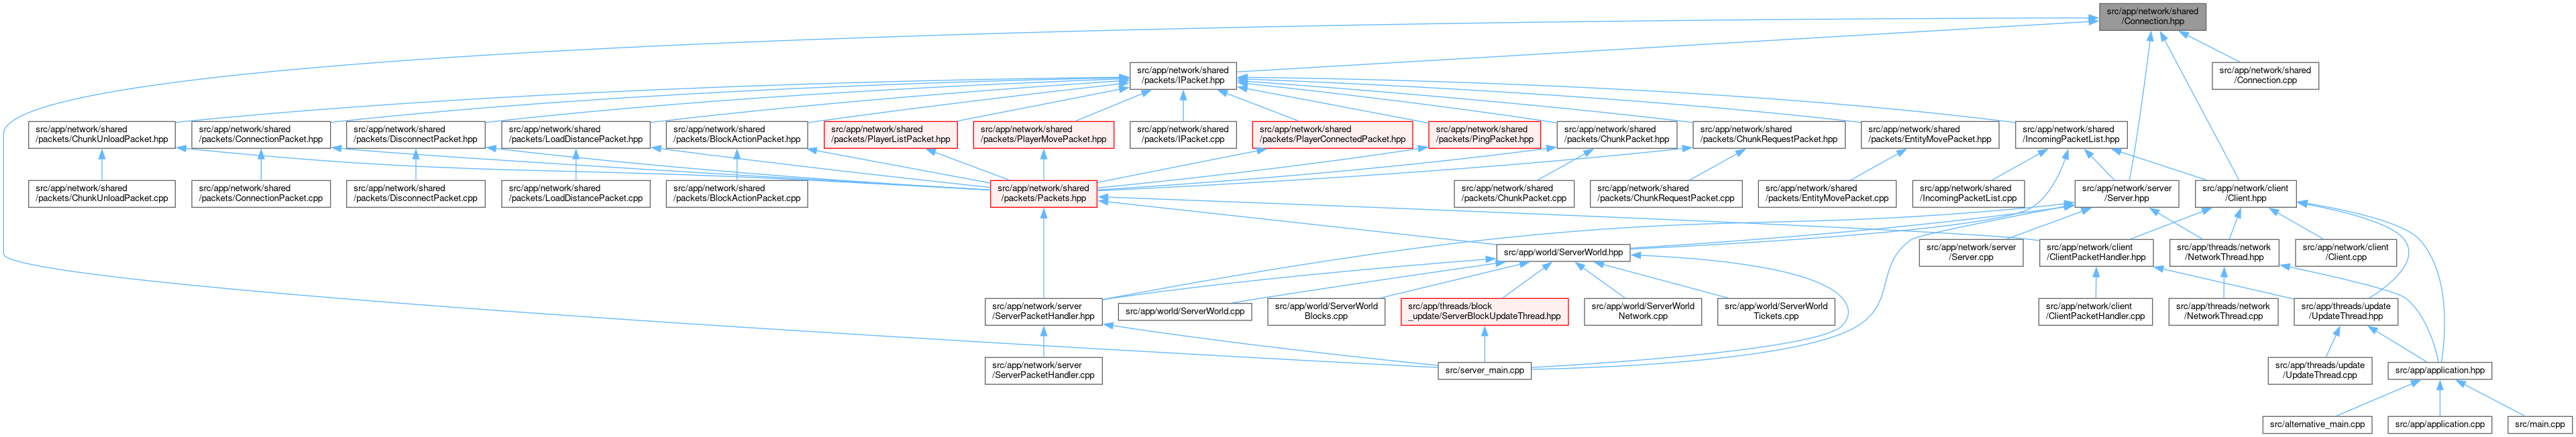 src/app/network/shared
/Connection.hpp
src/app/network/shared
/packets/IPacket.hpp
src/app/network/shared
/Connection.cpp
src/app/network/shared
/packets/ChunkUnloadPacket.hpp
src/app/network/shared
/packets/ConnectionPacket.hpp
src/app/network/shared
/packets/DisconnectPacket.hpp
src/app/network/shared
/packets/LoadDistancePacket.hpp
src/app/network/shared
/packets/BlockActionPacket.hpp
src/app/network/shared
/packets/PlayerListPacket.hpp
src/app/network/shared
/packets/PlayerMovePacket.hpp
src/app/network/shared
/packets/IPacket.cpp
src/app/network/shared
/packets/PlayerConnectedPacket.hpp
src/app/network/shared
/packets/PingPacket.hpp
src/app/network/shared
/packets/ChunkPacket.hpp
src/app/network/shared
/packets/ChunkRequestPacket.hpp
src/app/network/shared
/packets/EntityMovePacket.hpp
src/app/network/shared
/IncomingPacketList.hpp
src/app/network/shared
/packets/ChunkUnloadPacket.cpp
src/app/network/shared
/packets/ConnectionPacket.cpp
src/app/network/shared
/packets/DisconnectPacket.cpp
src/app/network/shared
/packets/LoadDistancePacket.cpp
src/app/network/shared
/packets/BlockActionPacket.cpp
src/app/network/shared
/packets/Packets.hpp
src/app/network/shared
/packets/ChunkPacket.cpp
src/app/network/shared
/packets/ChunkRequestPacket.cpp
src/app/network/shared
/packets/EntityMovePacket.cpp
src/app/network/shared
/IncomingPacketList.cpp
src/app/network/server
/Server.hpp
src/app/network/client
/Client.hpp
src/app/world/ServerWorld.hpp
src/app/network/server
/Server.cpp
src/app/network/client
/ClientPacketHandler.hpp
src/app/threads/network
/NetworkThread.hpp
src/app/network/client
/Client.cpp
src/app/network/server
/ServerPacketHandler.hpp
src/app/world/ServerWorld.cpp
src/app/world/ServerWorld
Blocks.cpp
src/app/threads/block
_update/ServerBlockUpdateThread.hpp
src/app/world/ServerWorld
Network.cpp
src/app/world/ServerWorld
Tickets.cpp
src/app/network/client
/ClientPacketHandler.cpp
src/app/threads/network
/NetworkThread.cpp
src/app/threads/update
/UpdateThread.hpp
src/app/network/server
/ServerPacketHandler.cpp
src/server_main.cpp
src/app/threads/update
/UpdateThread.cpp
src/app/application.hpp
src/alternative_main.cpp
src/app/application.cpp
src/main.cpp